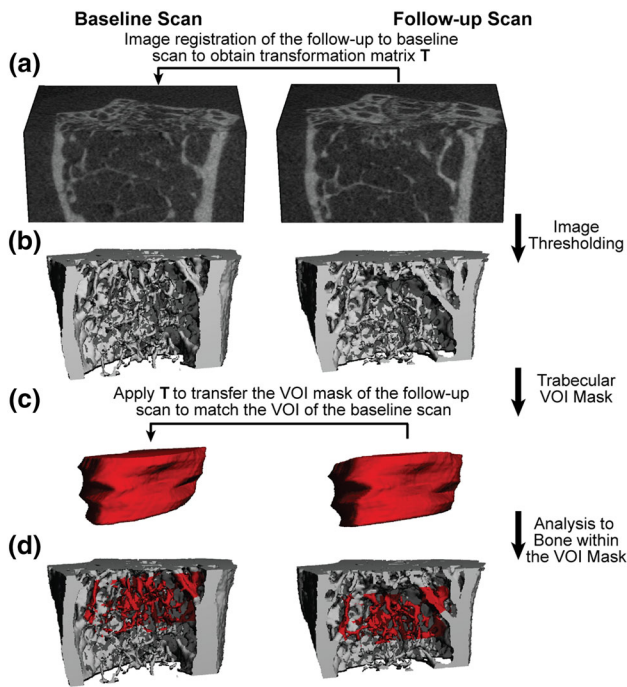 Baseline Scan
Follow-up Scan
Image registration of the follow-up to baseline
scan to obtain transformation matrix T
(a)
Image
Thresholding
(b)
Trabecular
VOI Mask
(c)
Apply T to transfer the VOI mask of the follow-up
scan to match the VOI of the baseline scan
Analysis to
Bone within
the VOI Mask
(d)